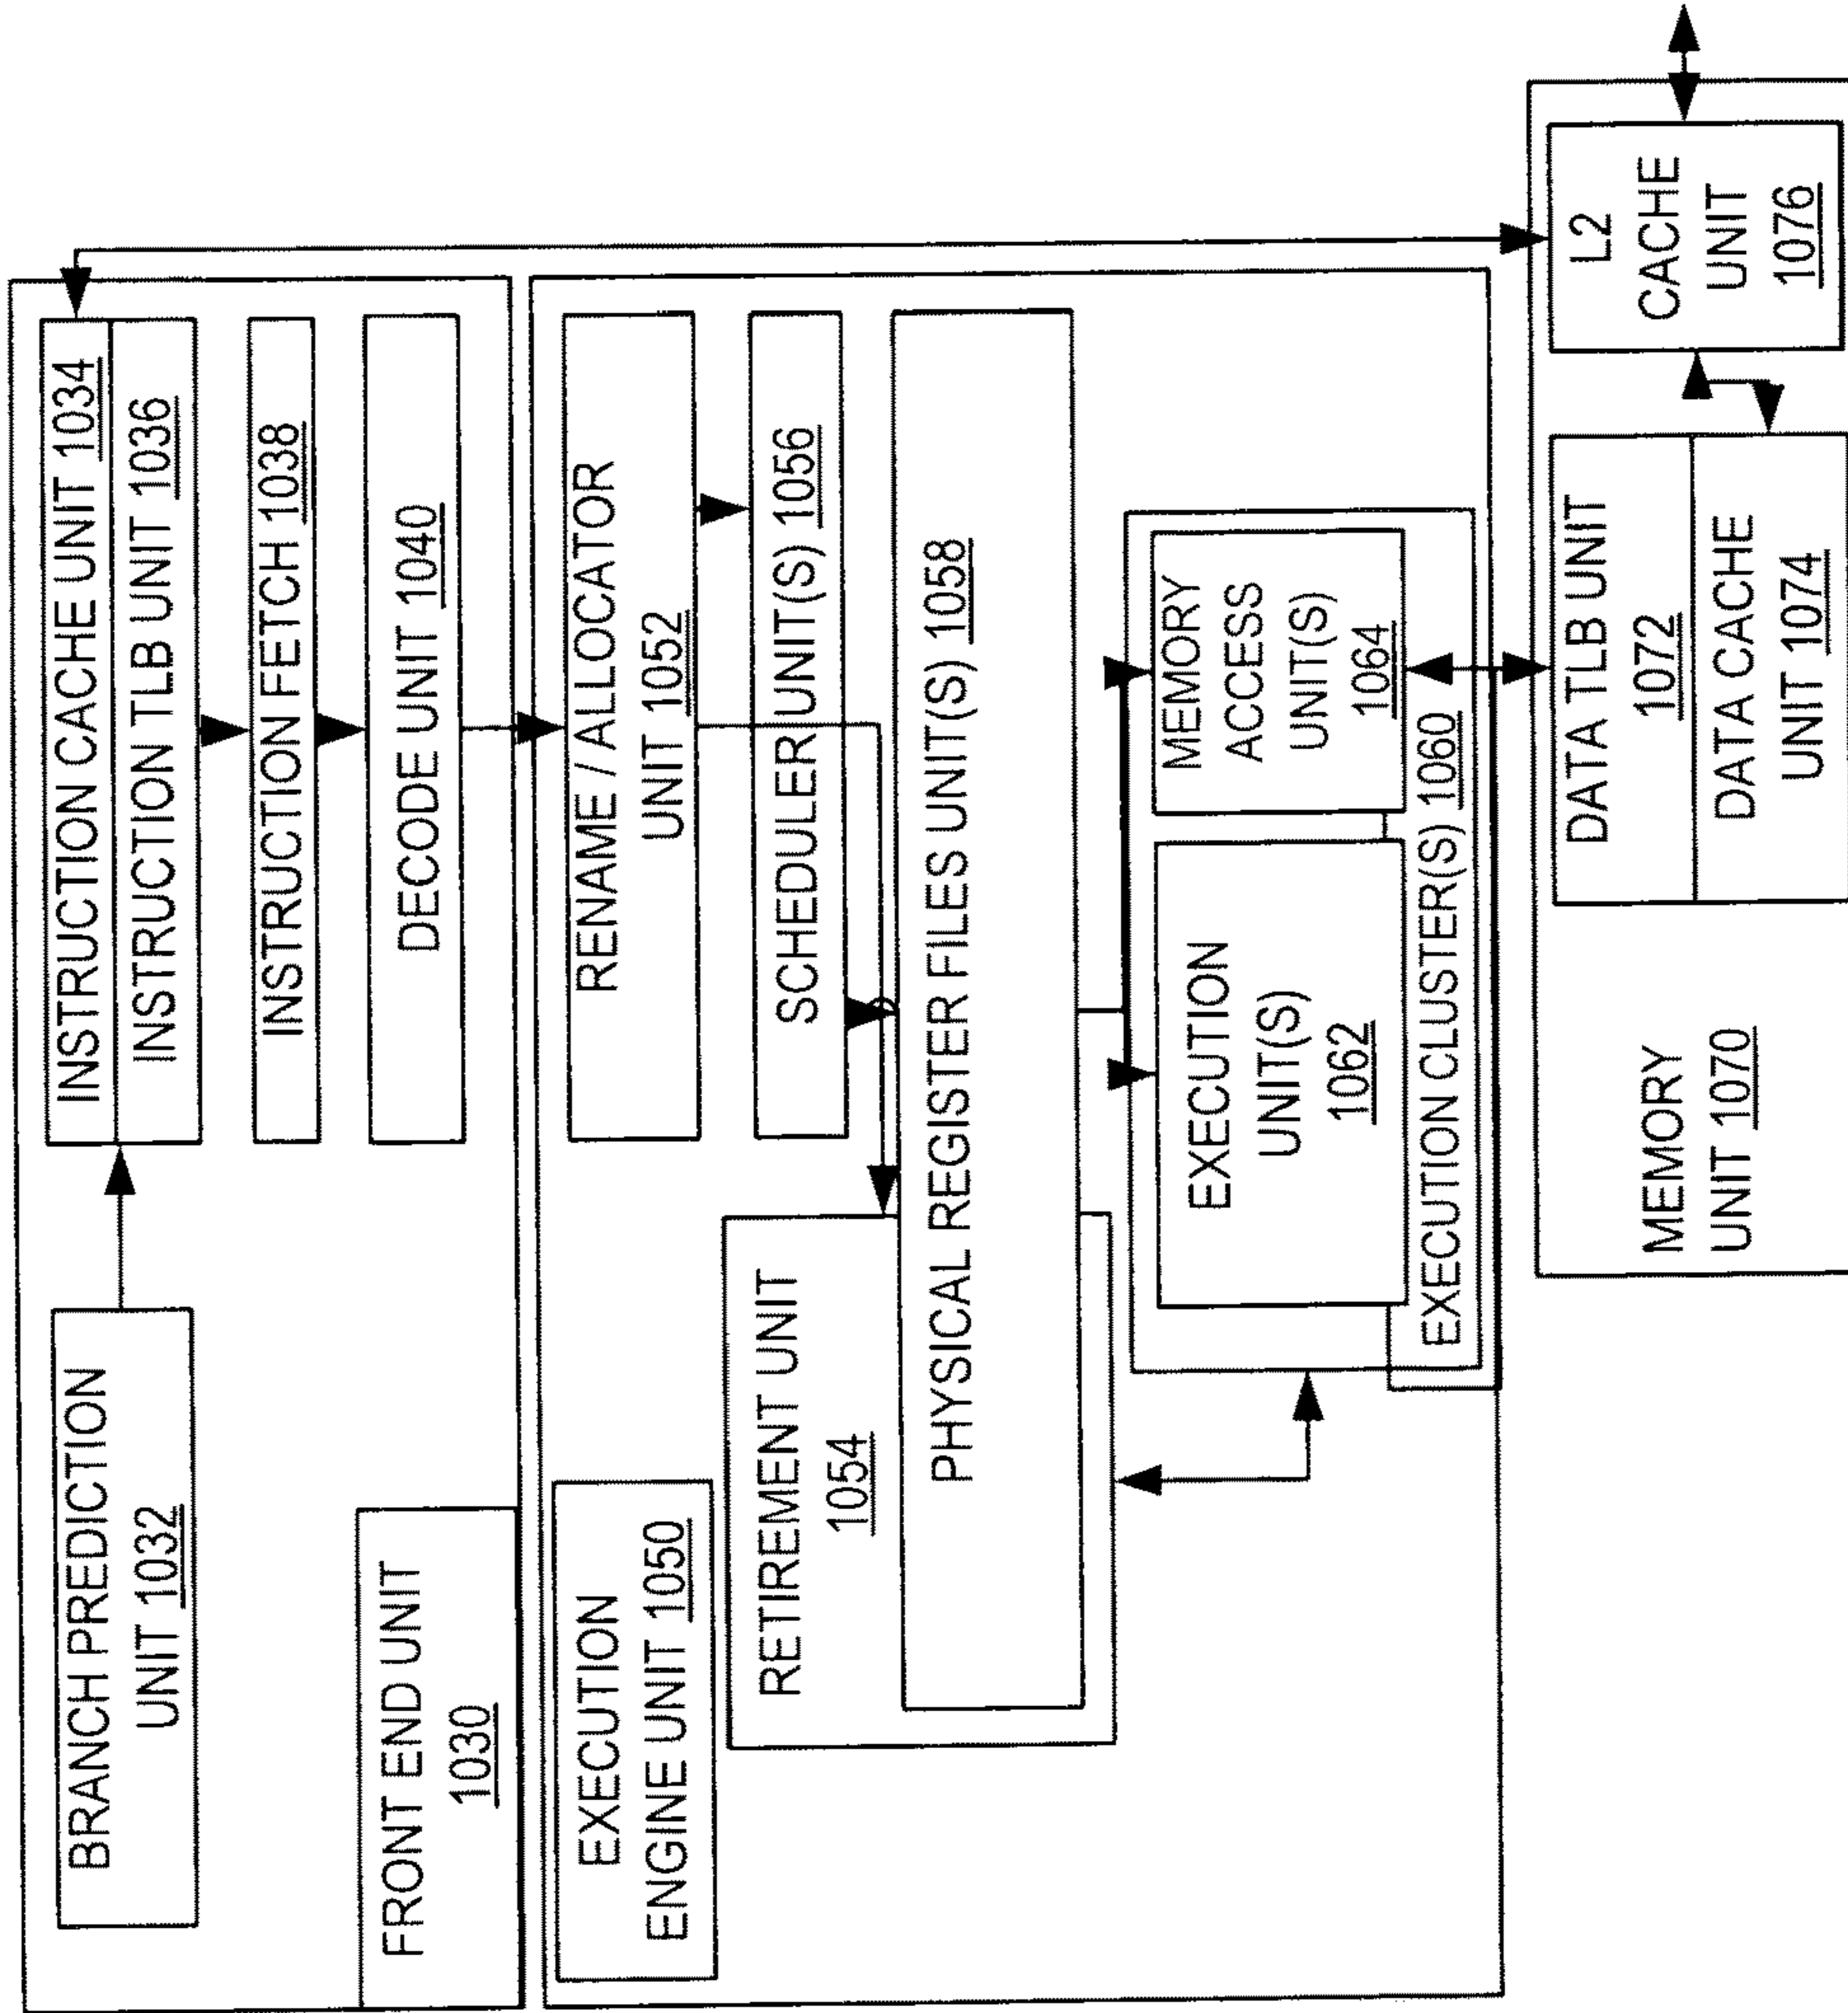 BRANCH PREDICTION
UNIT 1032
INSTRUCTION CACHE UNIT 1034
INSTRUCTION TLB UNIT 1036
INSTRUCTION FETCH 1038
DECODE UNIT 1040
FRONT END UNIT
1030
EXECUTION
ENGINE UNIT 1050
RENAME / ALLOCATOR
UNIT 1052
SCHEDULER UNIT(S) 1056
RETIREMENT UNIT
1054
PHYSICAL REGISTER FILES UNIT(S) 1058
EXECUTION
UNIT(S)
1062
MEMORY
ACCESS
UNIT(S)
1064
EXECUTION CLUSTER(S) 1060
MEMORY
UNIT 1070
DATA TLB UNIT
1072
DATA CACHE
UNIT 1074
L2
CACHE
UNIT
1076